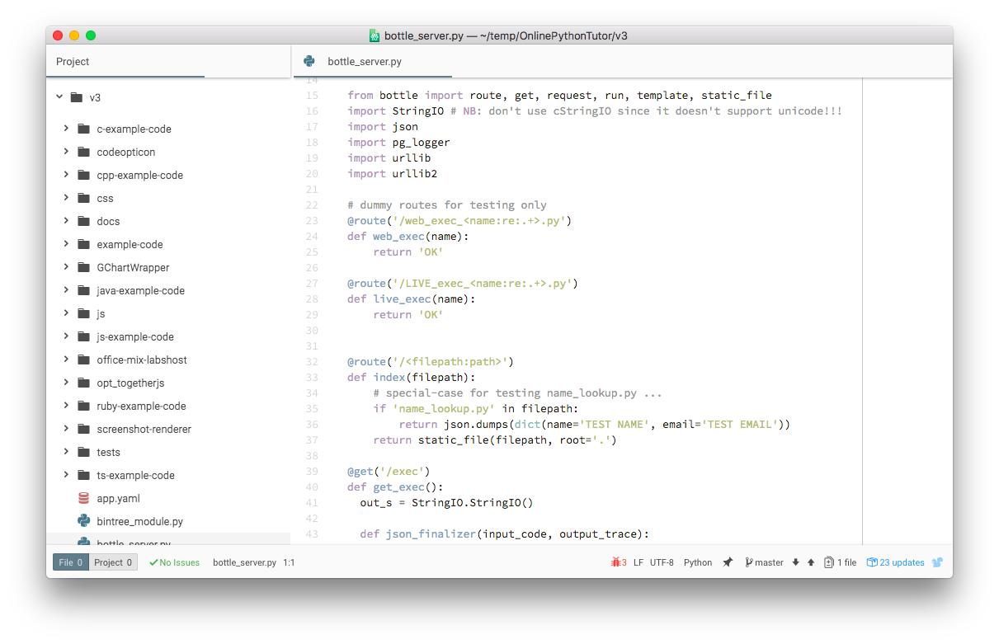 bottle_server.py — ~/temp/OnlinePythonTutor/v3
Project
bottle_server.py
v3
c-example-code
codeopticon
cpp-example-code
css
docs
example-code
GChartWrapper
java-example-code
js
js-example-code
office-mix-labshost
opt_togetherjs
ruby-example-code
screenshot-renderer
tests
ts-example-code
app.yaml
bintree_module.py
bottle_server.py
14
15 from bottle import route, get, request, run, template, static_file
16 import StringIO # NB: don't use cStringIO since it doesn't support unicode!!!
17 import json
18 import pg_logger
19 import urllib
20 import urllib2
21
22 # dummy routes for testing only
23 @route('/web_exec_<name:re:.+>.py')
24 def web_exec(name):
25     return 'OK'
26
27 @route('/LIVE_exec_<name:re:.+>.py')
28 def live_exec(name):
29     return 'OK'
30
31
32 @route('/<filepath:path>')
33 def index(filepath):
34     # special-case for testing name_lookup.py ...
35     if 'name_lookup.py' in filepath:
36         return json.dumps(dict(name='TEST NAME', email='TEST EMAIL'))
37     return static_file(filepath, root='.')
38
39 @get('/exec')
40 def get_exec():
41   out_s = StringIO.StringIO()
42
43   def json_finalizer(input_code, output_trace):
File 0 Project 0 No Issues bottle_server.py 1:1 3 LF UTF-8 Python master 1 file 23 updates